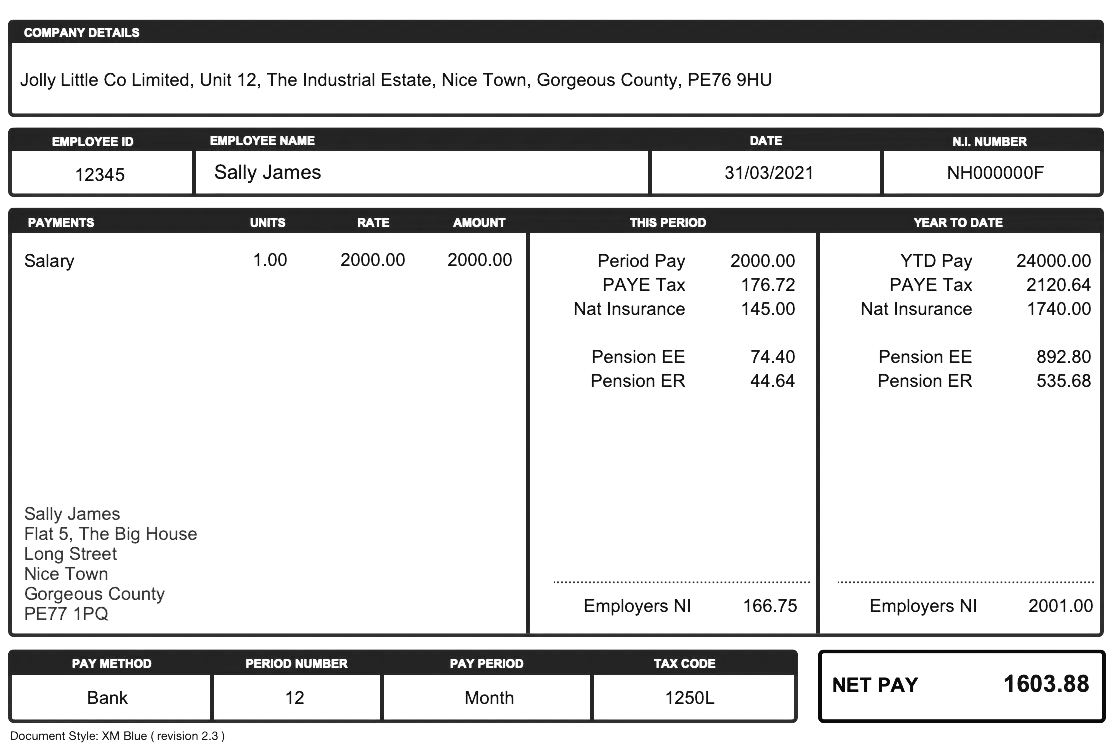 COMPANY DETAILS
Jolly Little Co Limited, Unit 12, The Industrial Estate, Nice Town, Gorgeous County, PE76 9HU
EMPLOYEE ID EMPLOYEE NAME DATE N.I. NUMBER
12345 Sally James 31/03/2021 NH000000F
PAYMENTS UNITS RATE AMOUNT THIS PERIOD YEAR TO DATE
Salary 1.00 2000.00 2000.00 Period Pay 2000.00 YTD Pay 24000.00
PAYE Tax 176.72 PAYE Tax 2120.64
Nat Insurance 145.00 Nat Insurance 1740.00
Pension EE 74.40 Pension EE 892.80
Pension ER 44.64 Pension ER 535.68
Sally James
Flat 5, The Big House
Long Street
Nice Town
Gorgeous County
PE77 1PQ
Employers NI 166.75 Employers NI 2001.00
PAY METHOD PERIOD NUMBER PAY PERIOD TAX CODE
Bank 12 Month 1250L
NET PAY 1603.88
Document Style: XM Blue ( revision 2.3 )